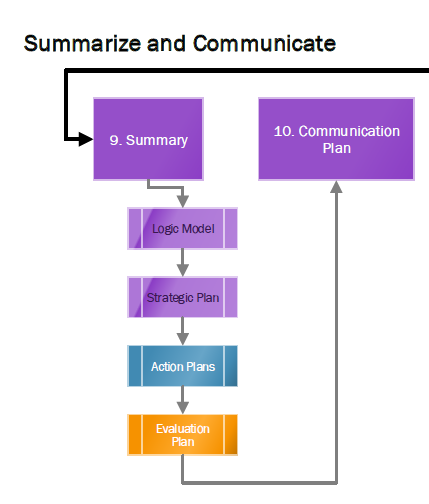 Summarize and Communicate
9. Summary
10. Communication
Plan
Logic Model
Strategic Plan
Action Plans
Evaluation
Plan